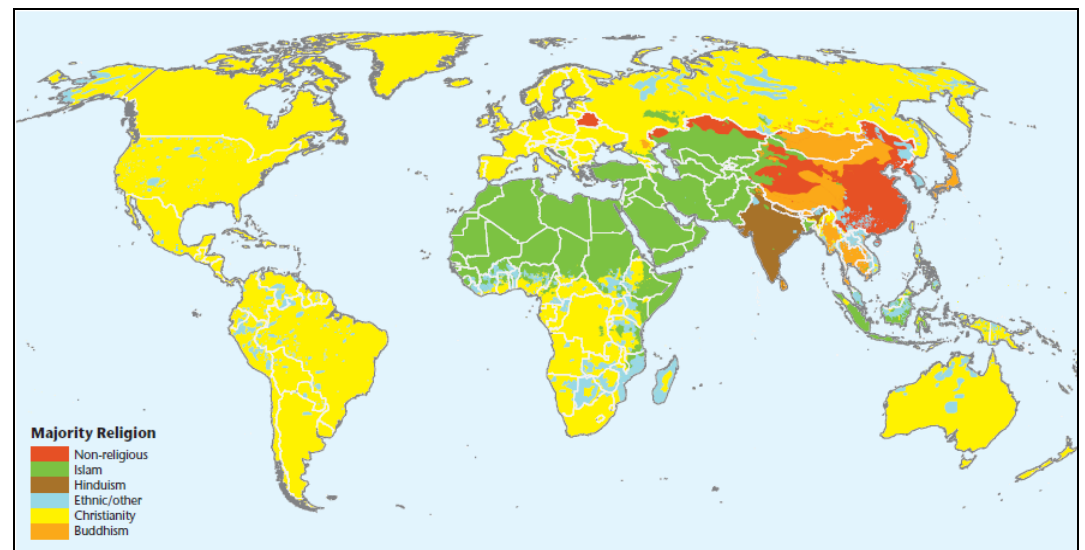 Majority Religion
Non-religious
Islam
Hinduism
Ethnic/other
Christianity
Buddhism